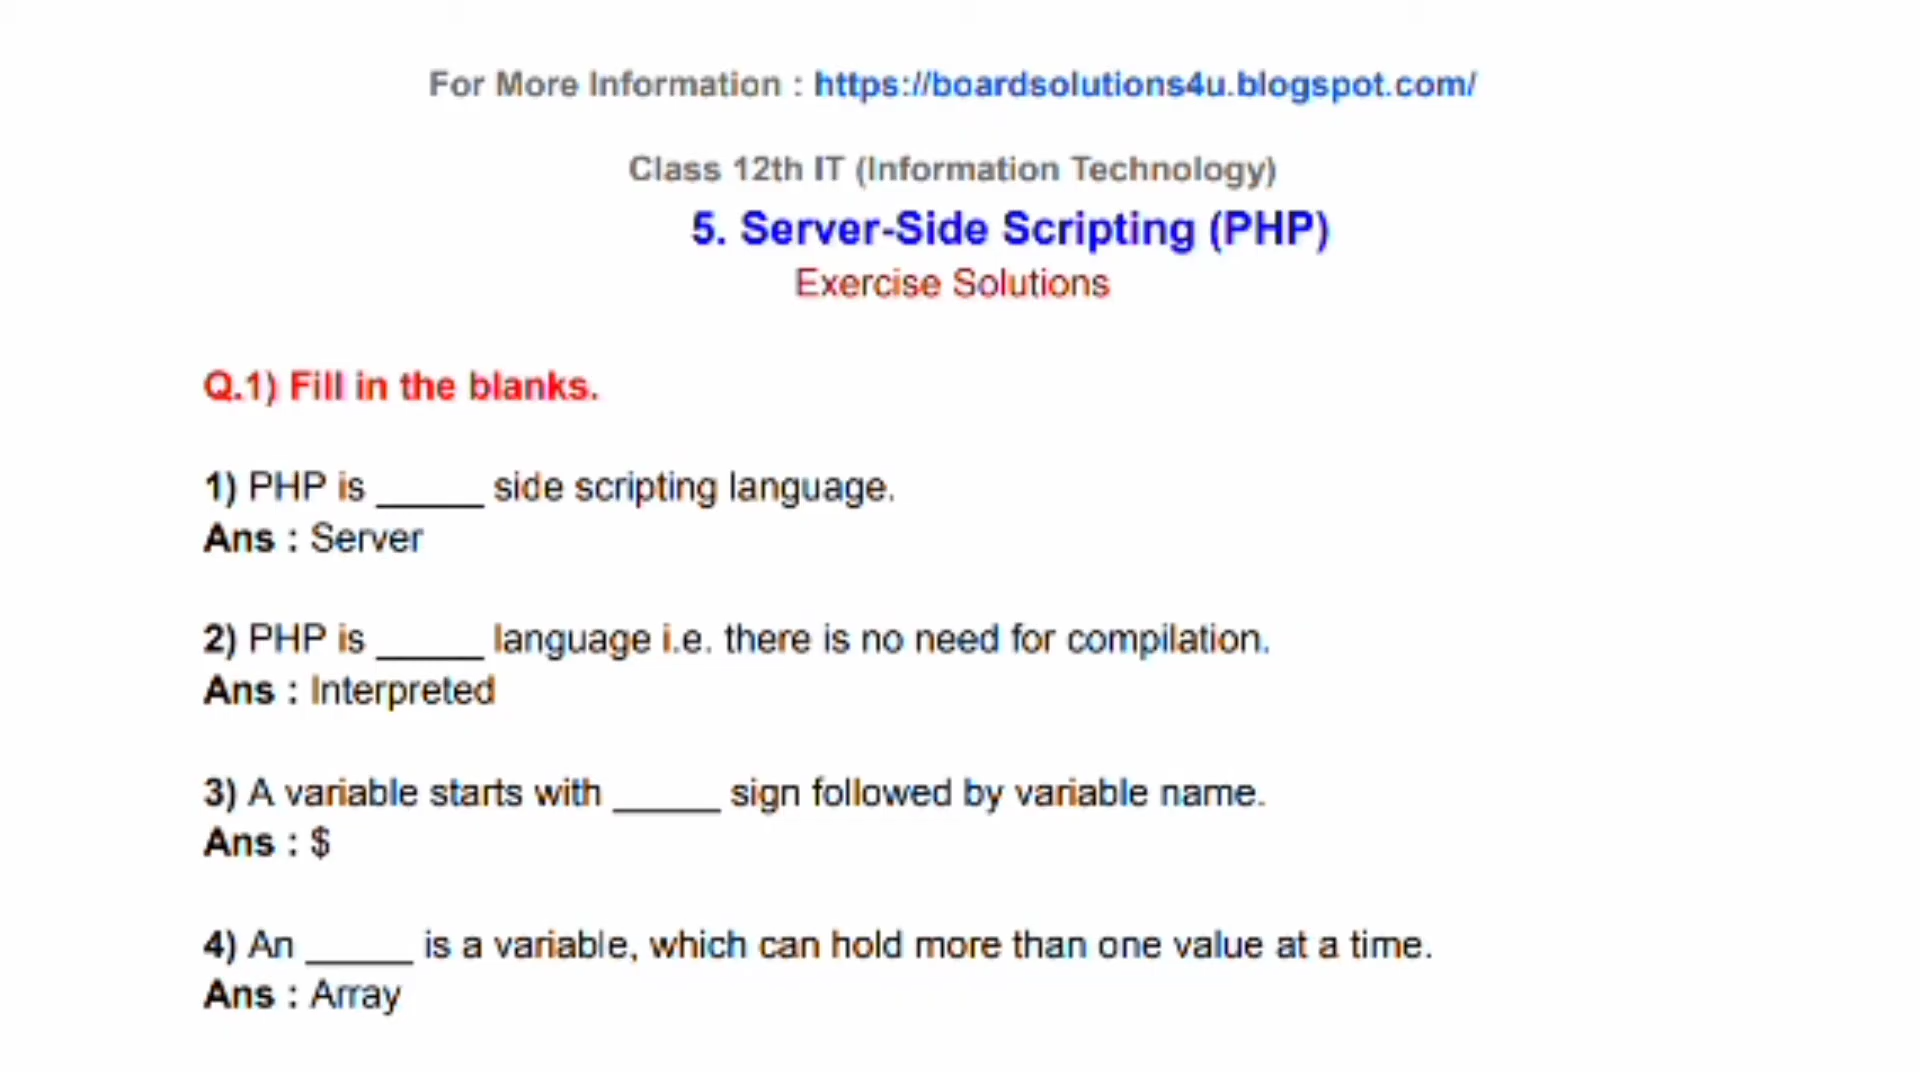 For More Information : https://boardsolutions4u.blogspot.com/
Class 12th IT (Information Technology)
5. Server-Side Scripting (PHP)
Exercise Solutions
Q.1) Fill in the blanks.
1) PHP is _____ side scripting language.
Ans : Server
2) PHP is _____ language i.e. there is no need for compilation.
Ans : Interpreted
3) A variable starts with _____ sign followed by variable name.
Ans : $
4) An _____ is a variable, which can hold more than one value at a time.
Ans : Array